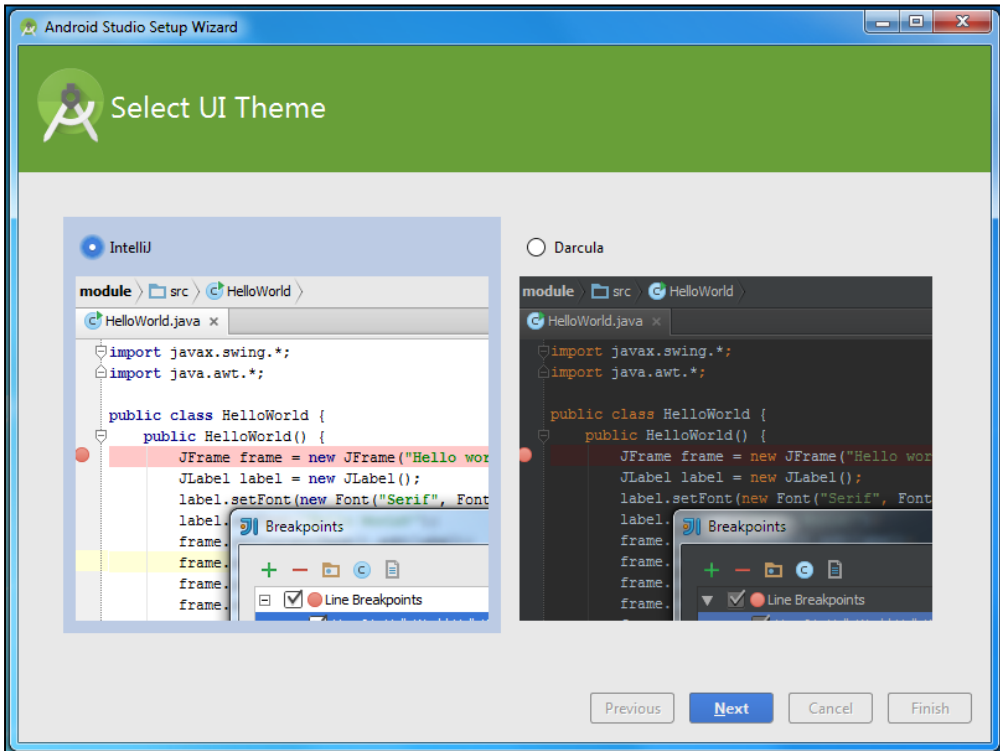 Android Studio Setup Wizard
Select UI Theme
IntelliJ
module src HelloWorld
HelloWorld.java
import javax.swing.*;
import java.awt.*;
public class HelloWorld {
public HelloWorld() {
JFrame frame = new JFrame("Hello wor
JLabel label = new JLabel();
label.setFont(new Font("Serif", Font
label.
frame.
frame.
frame.
frame.
Breakpoints
Line Breakpoints
Darcula
module src HelloWorld
HelloWorld.java
import javax.swing.*;
import java.awt.*;
public class HelloWorld {
public HelloWorld() {
JFrame frame = new JFrame("Hello wor
JLabel label = new JLabel();
label.setFont(new Font("Serif", Font
label.
frame.
frame.
frame.
frame.
Breakpoints
Line Breakpoints
Previous Next Cancel Finish